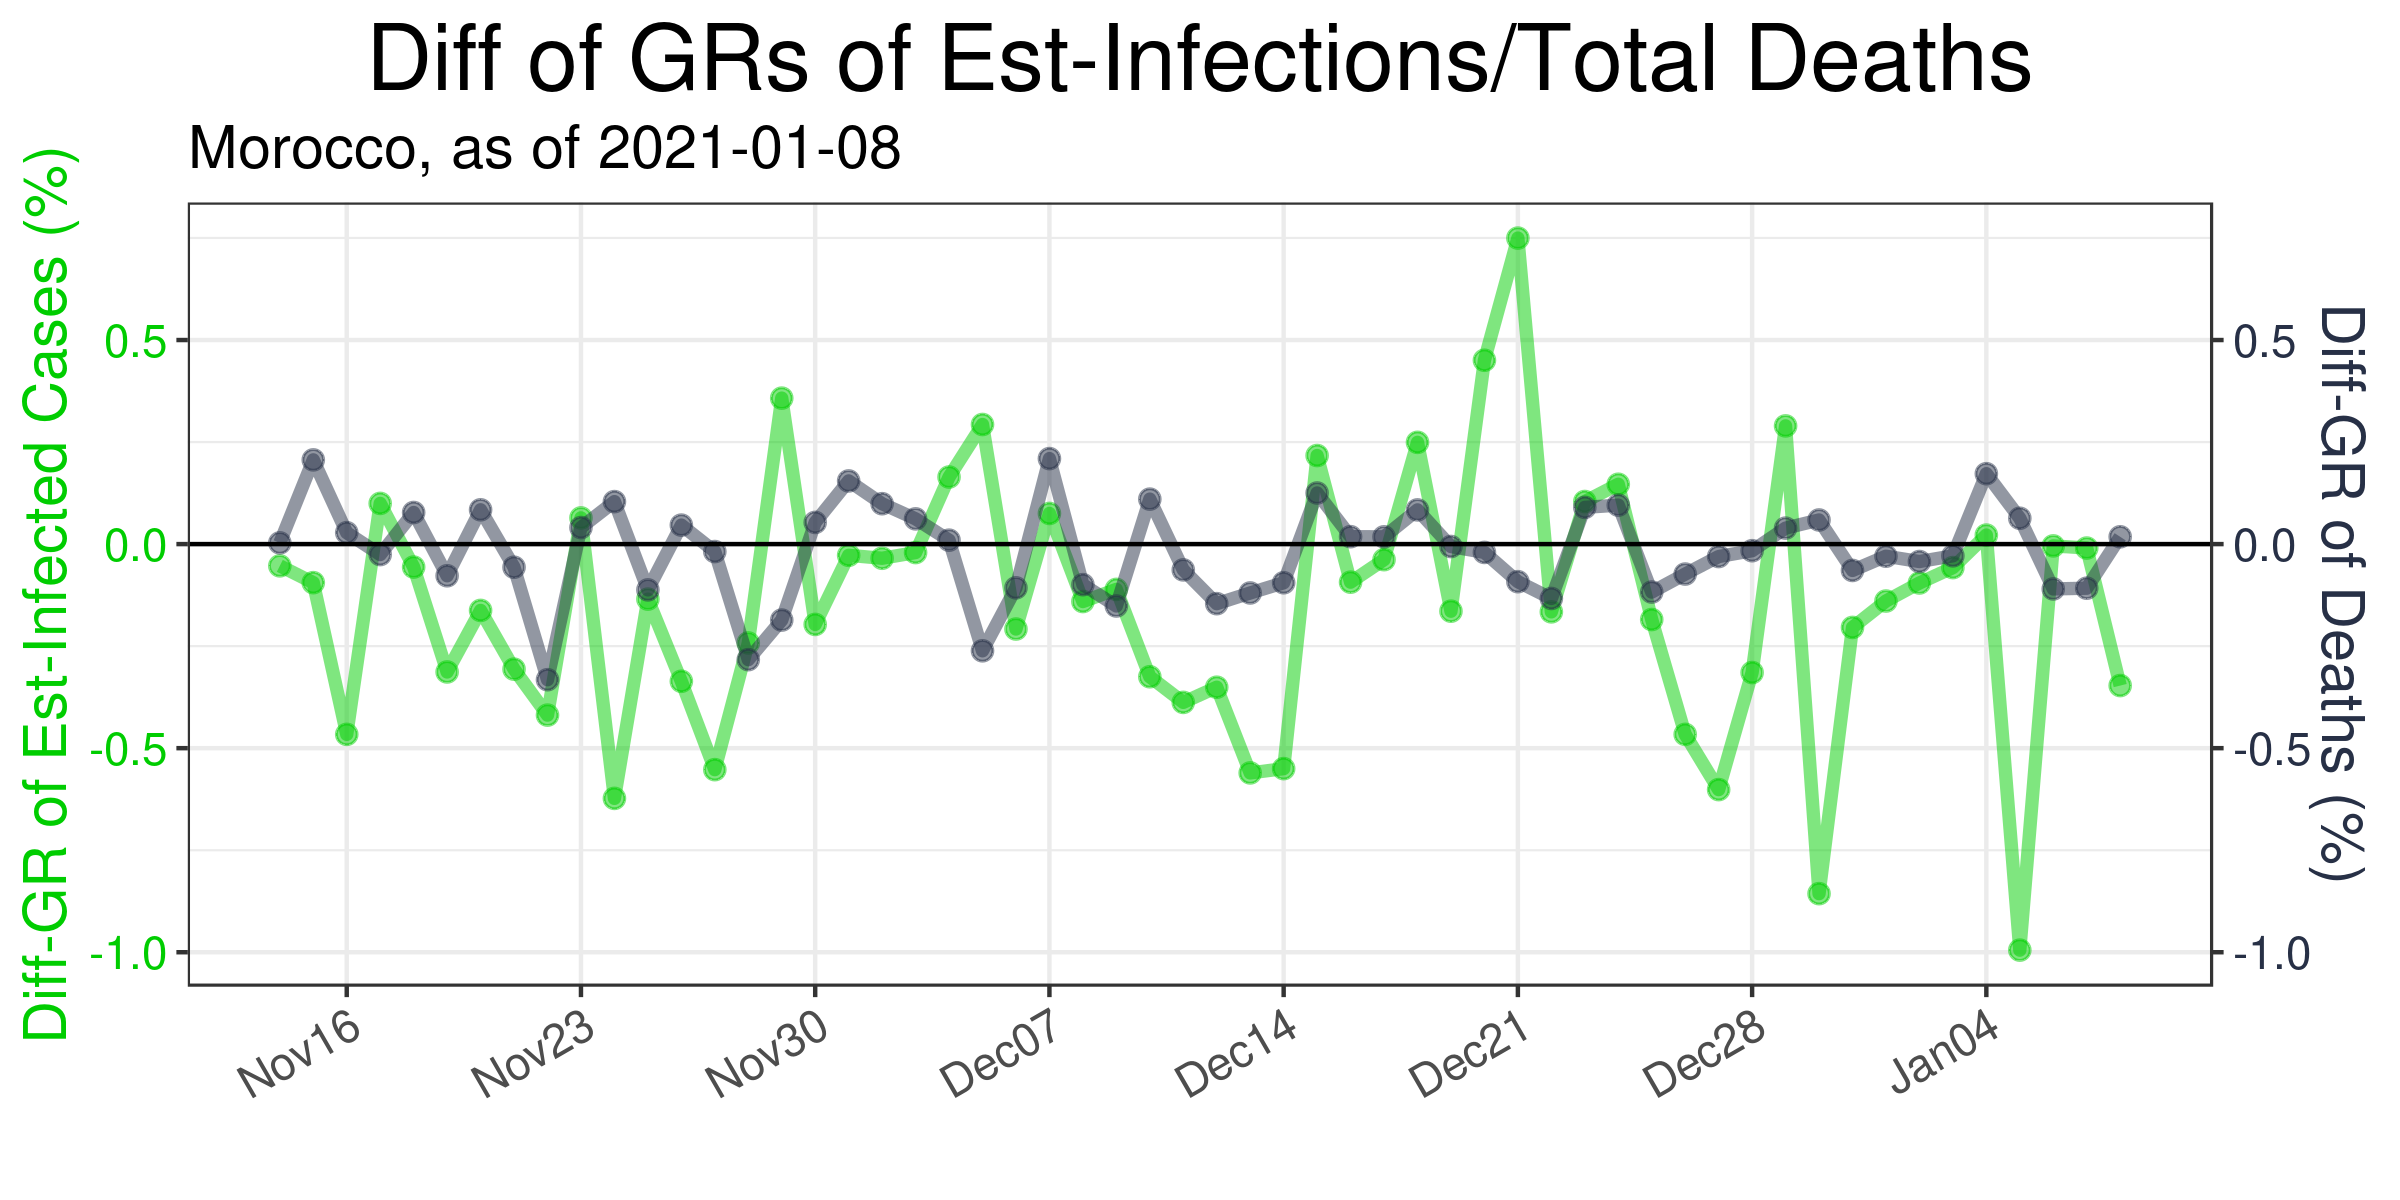 Diff of GRs of Est-Infections/Total Deaths
Morocco, as of 2021-01-08
Diff-GR of Est-Infected Cases (%)
0.5
0.0
-0.5
-1.0
0.5
0.0
-0.5
-1.0
Diff-GR of Deaths (%)
Nov16
Nov23
Nov30
Dec07
Dec14
Dec21
Dec28
Jan04